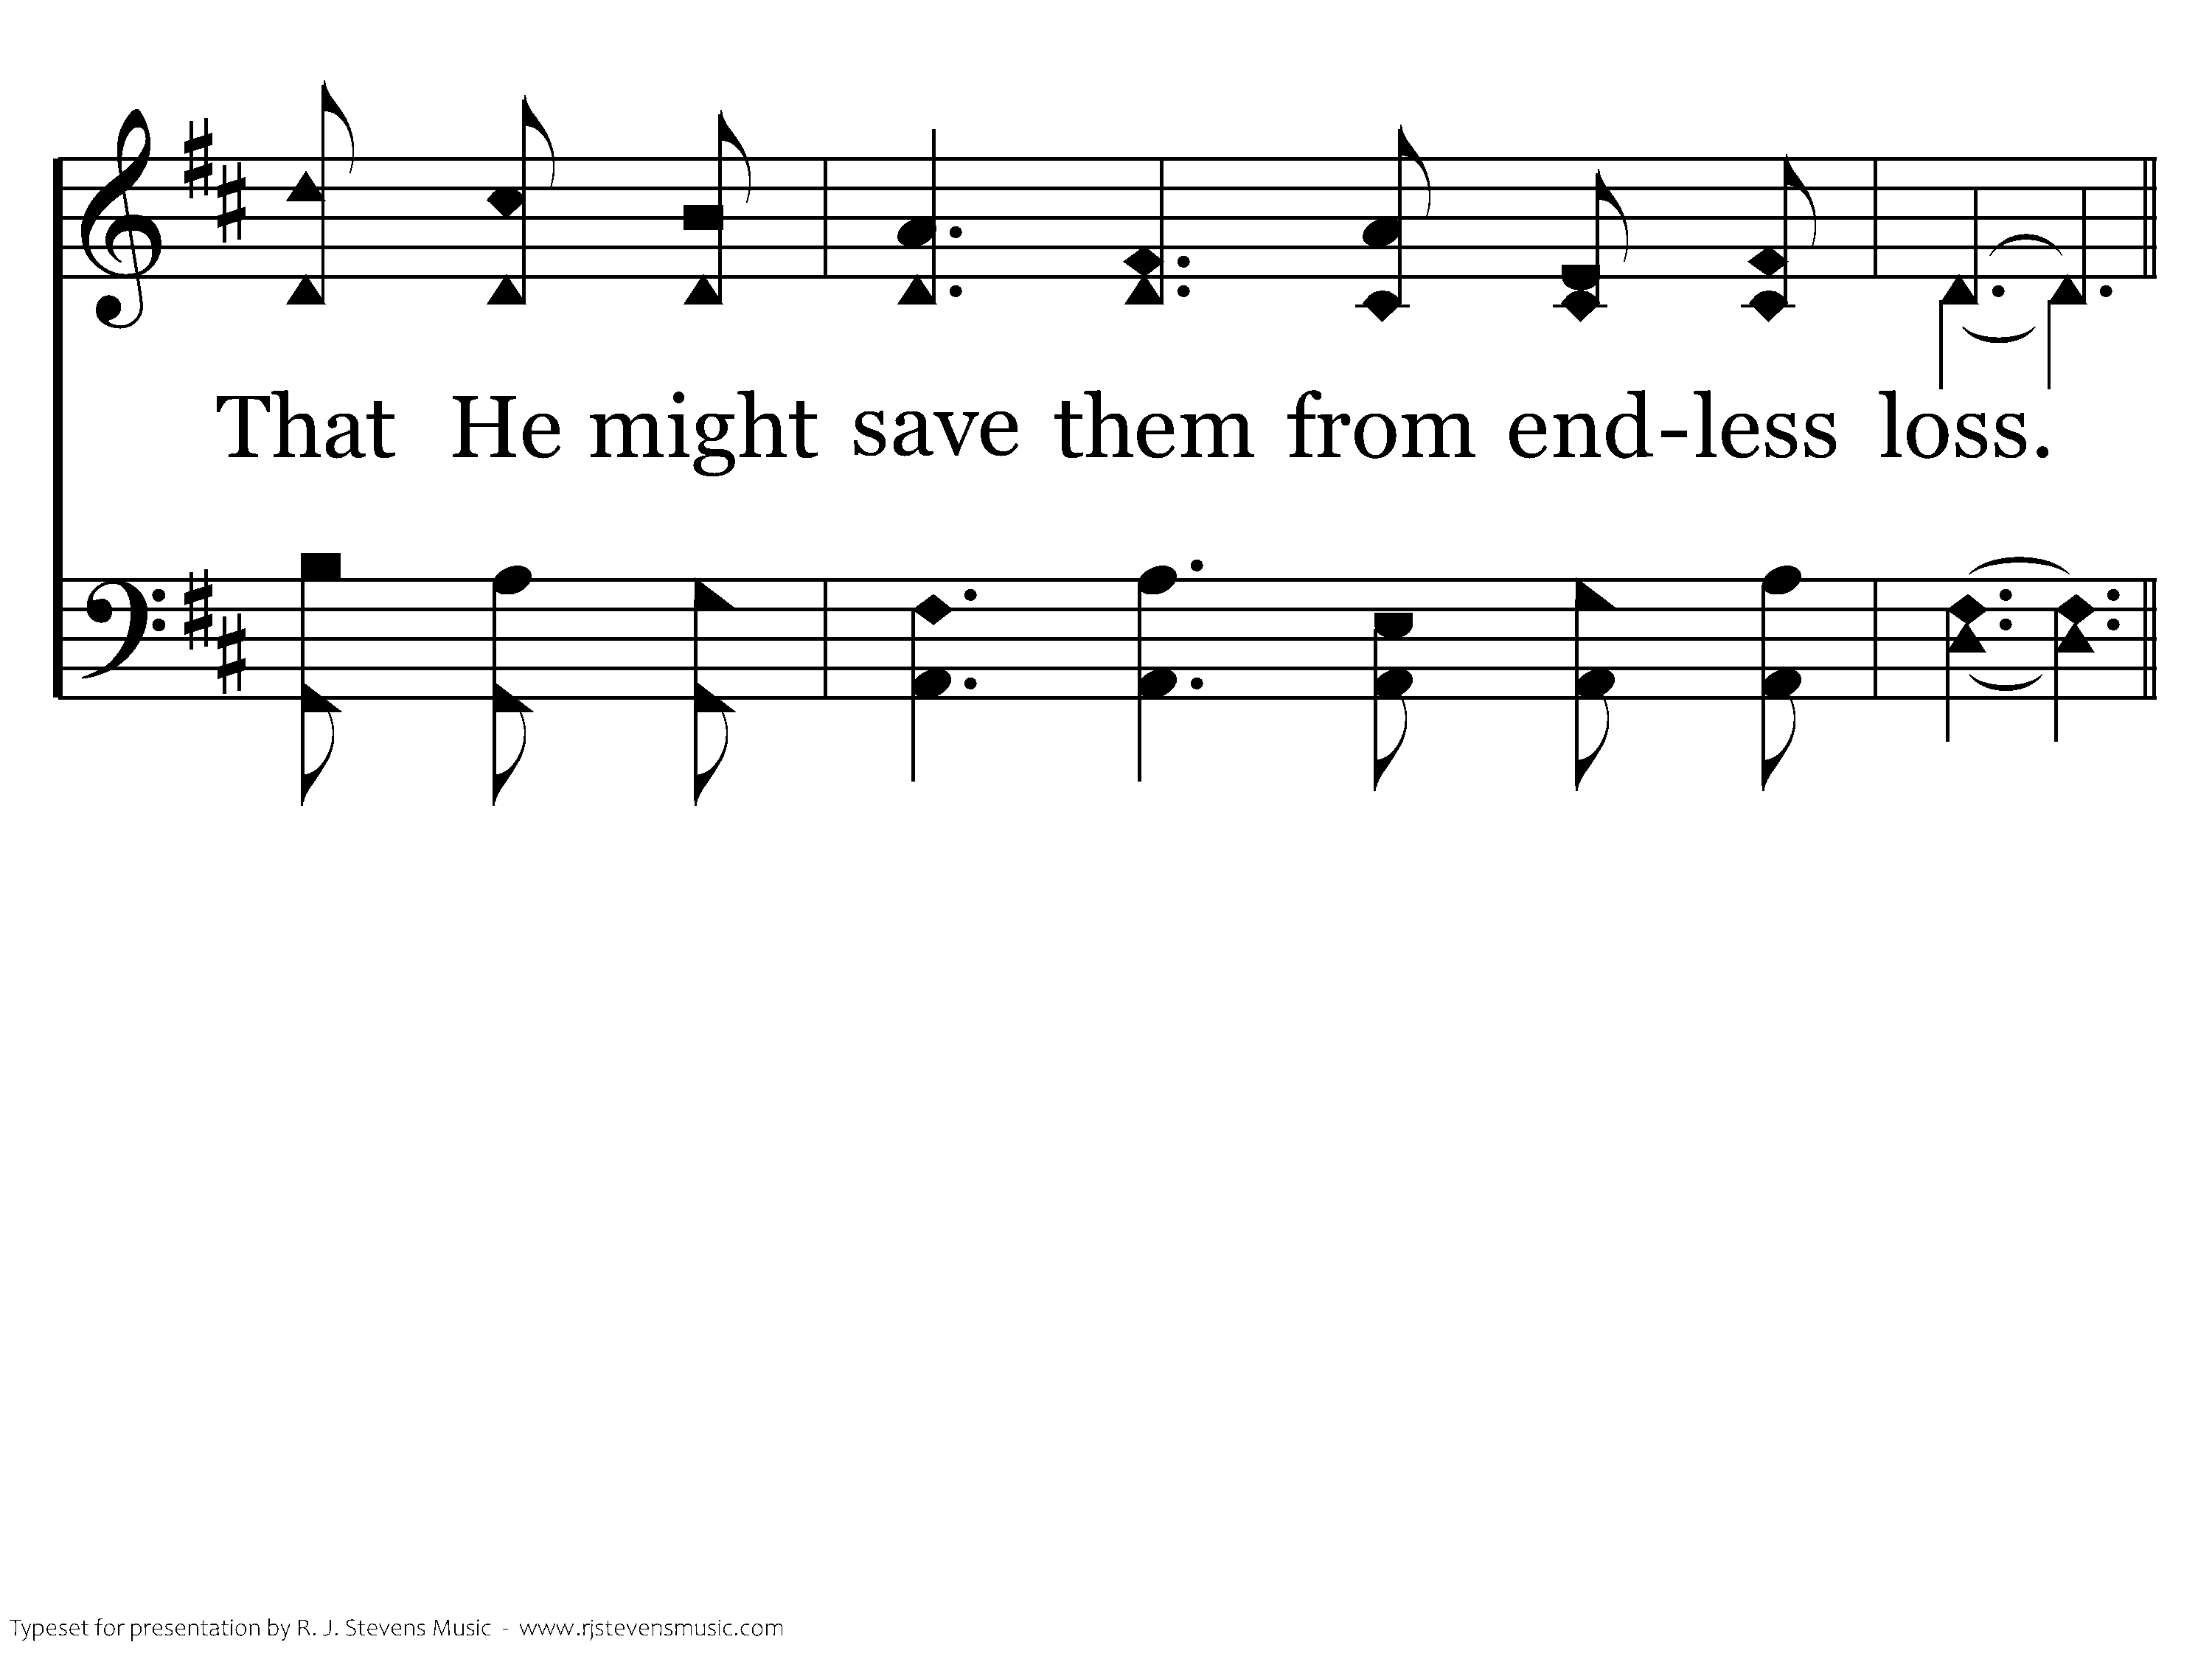 That He might save them from end-less loss.
Typeset for presentation by R. J. Stevens Music - www.rjstevensmusic.com